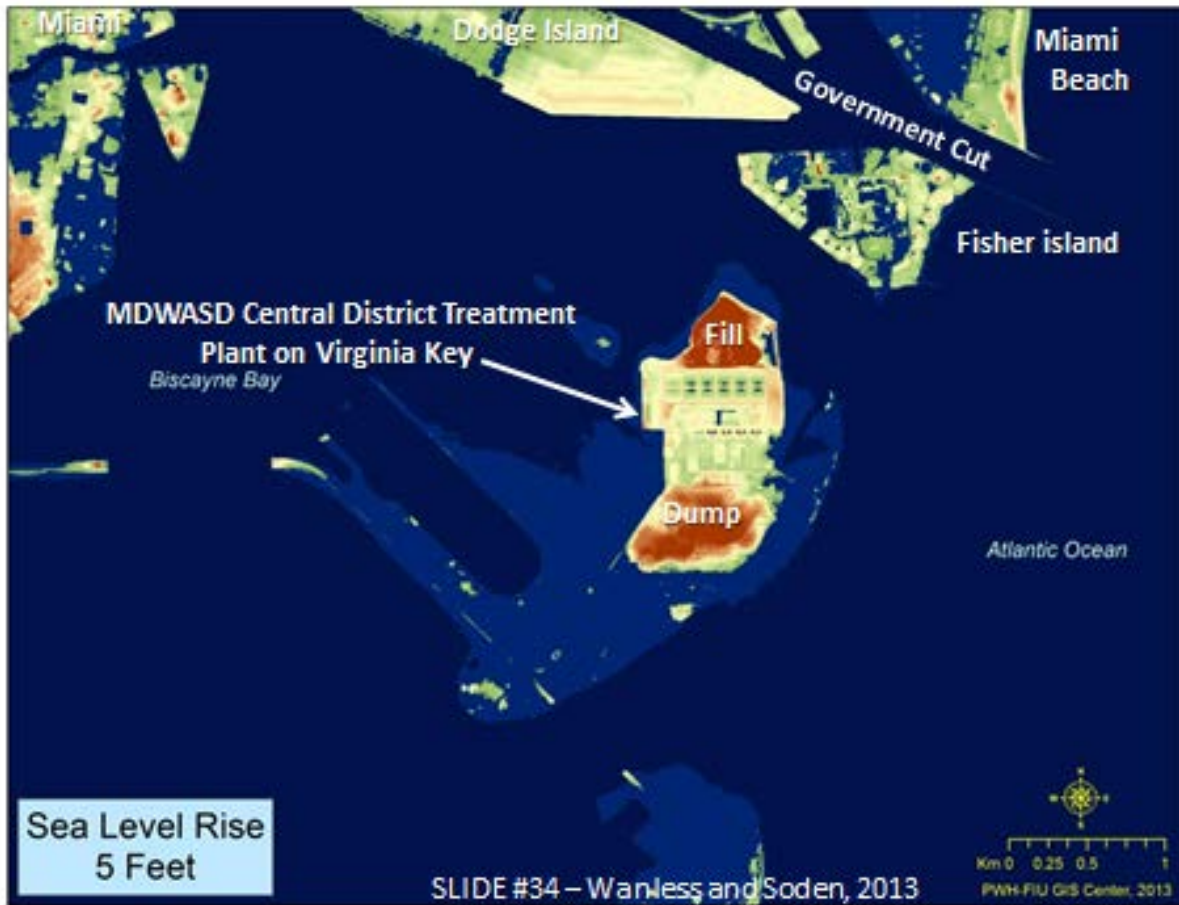 Miami
Dodge Island
Miami
Beach
Government Cut
Fisher island
MDWASD Central District Treatment
Plant on Virginia Key
Fill
Biscayne Bay
Dump
Atlantic Ocean
Sea Level Rise
5 Feet
N
W
E
S
Km 0 0.25 0.5 1
SLIDE #34 – Wanless and Soden, 2013
PWH-FIU GIS Center, 2013